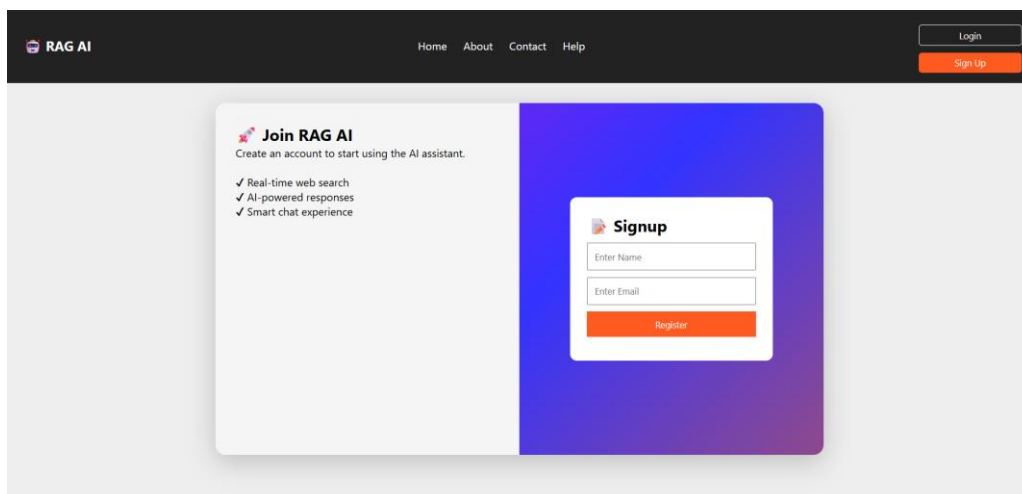 🤖 RAG AI
Home About Contact Help
Login
Sign Up
🚀 Join RAG AI
Create an account to start using the AI assistant.
✔ Real-time web search
✔ AI-powered responses
✔ Smart chat experience
📝 Signup
Enter Name
Enter Email
Register